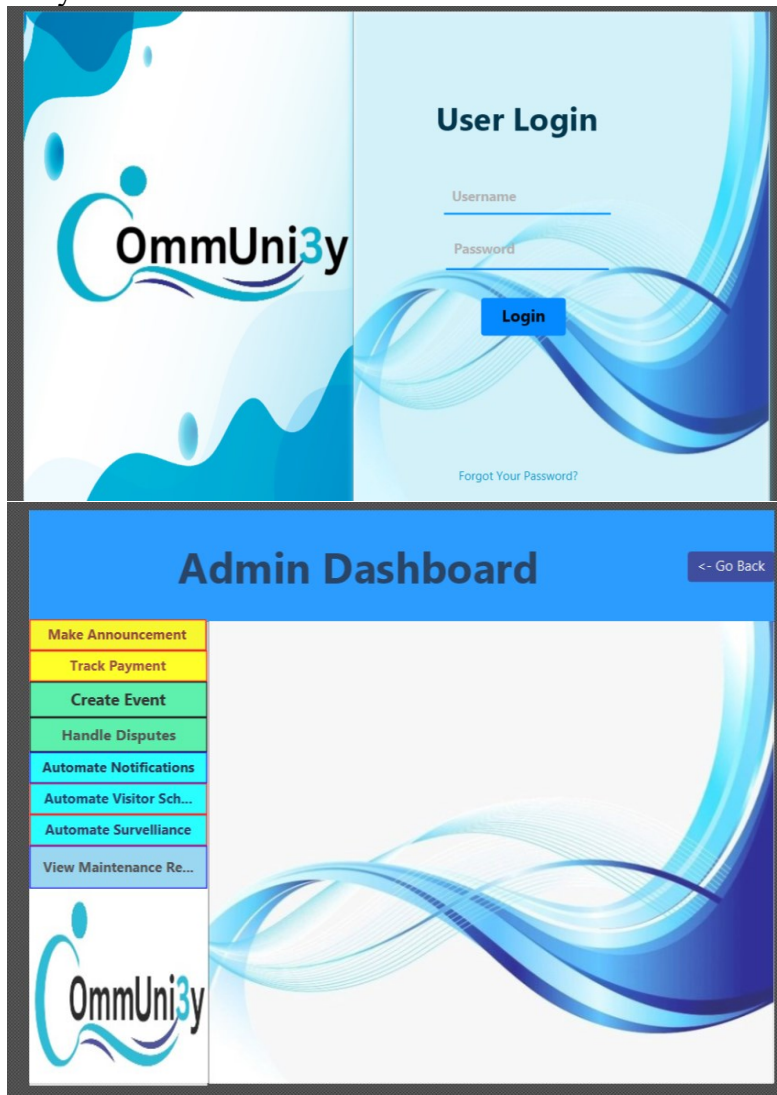 OmmUni3y
User Login
Username
Password
Login
Forgot Your Password?
Admin Dashboard
<- Go Back
Make Announcement
Track Payment
Create Event
Handle Disputes
Automate Notifications
Automate Visitor Sch...
Automate Survelliance
View Maintenance Re...
OmmUni3y